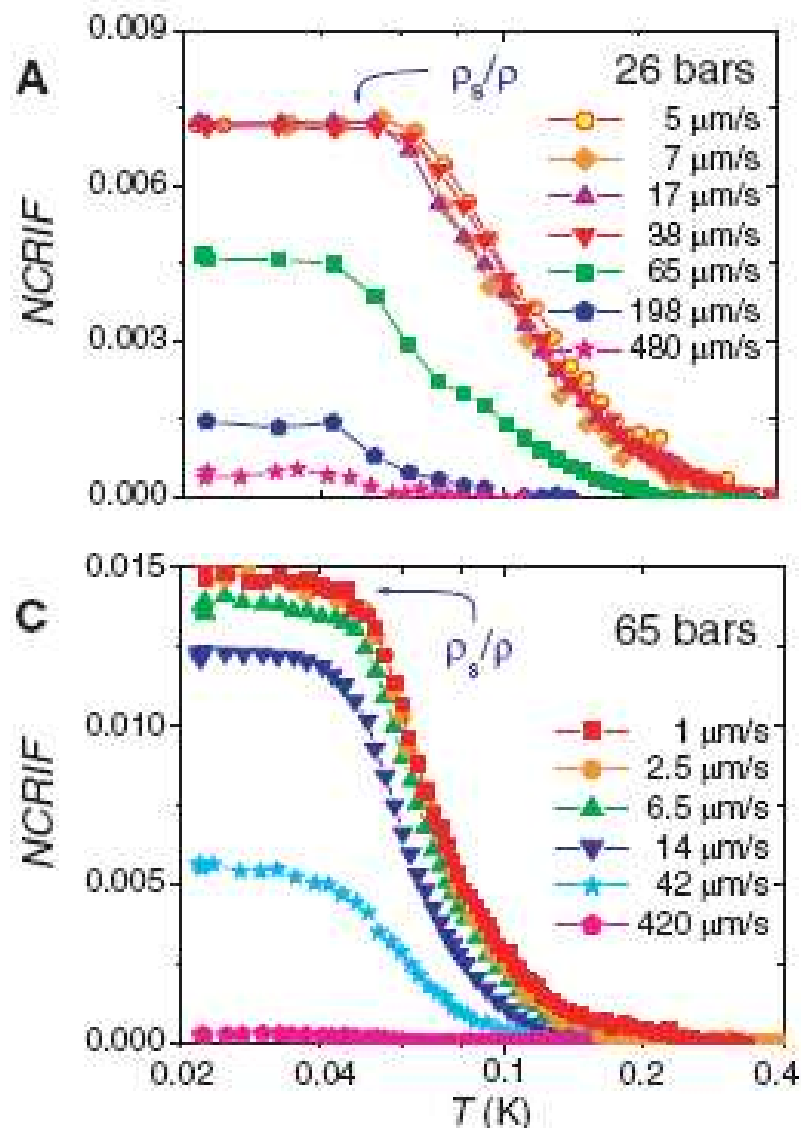 A
26 bars
ρs/ρ
5 μm/s
7 μm/s
17 μm/s
38 μm/s
65 μm/s
198 μm/s
480 μm/s
NCRIF
0.009
0.006
0.003
0.000
C
65 bars
ρs/ρ
1 μm/s
2.5 μm/s
6.5 μm/s
14 μm/s
42 μm/s
420 μm/s
NCRIF
0.015
0.010
0.005
0.000
0.02 0.04 0.1 0.2 0.4
T (K)